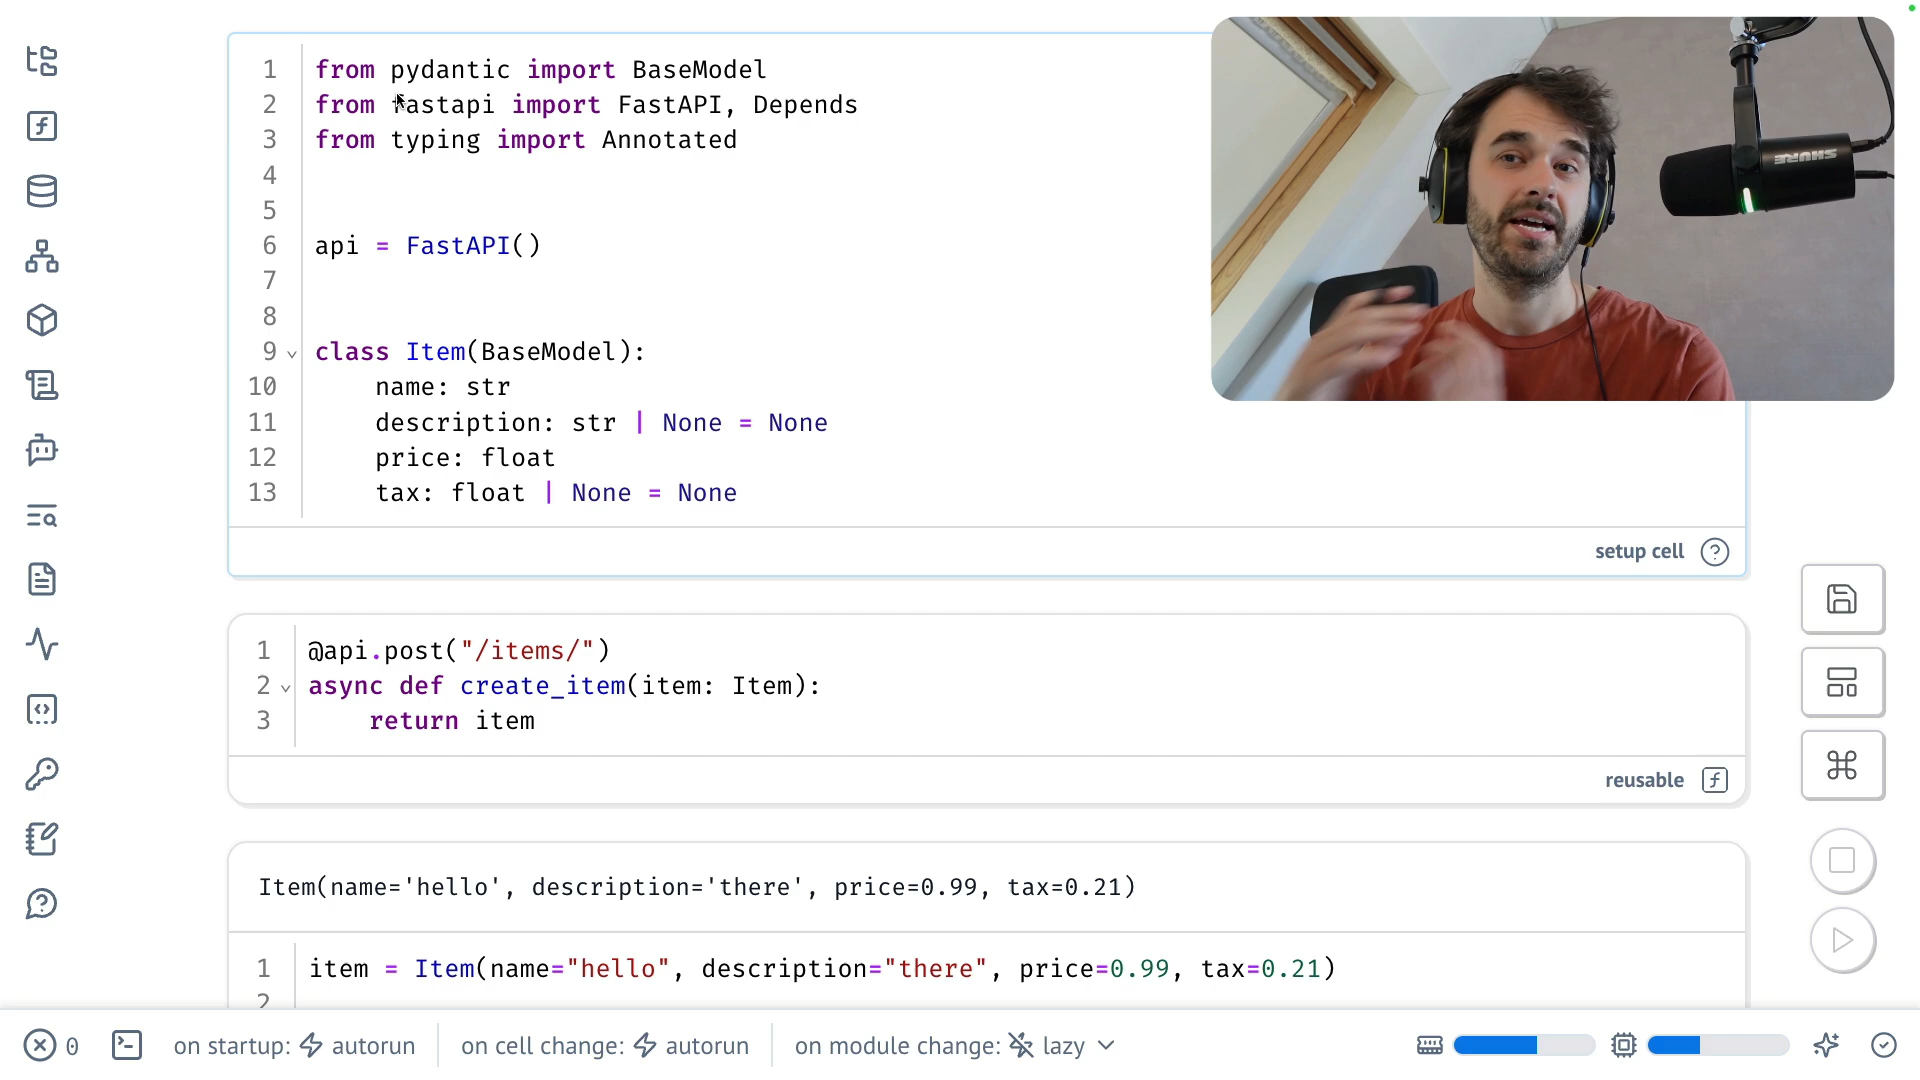 1 from pydantic import BaseModel
2 from fastapi import FastAPI, Depends
3 from typing import Annotated
4
5
6 api = FastAPI()
7
8
9 class Item(BaseModel):
10 name: str
11 description: str | None = None
12 price: float
13 tax: float | None = None
setup cell
SHURE
1 @api.post("/items/")
2 async def create_item(item: Item):
3 return item
reusable
Item(name='hello', description='there', price=0.99, tax=0.21)
1 item = Item(name="hello", description="there", price=0.99, tax=0.21)
2
0 on startup: autorun on cell change: autorun on module change: lazy